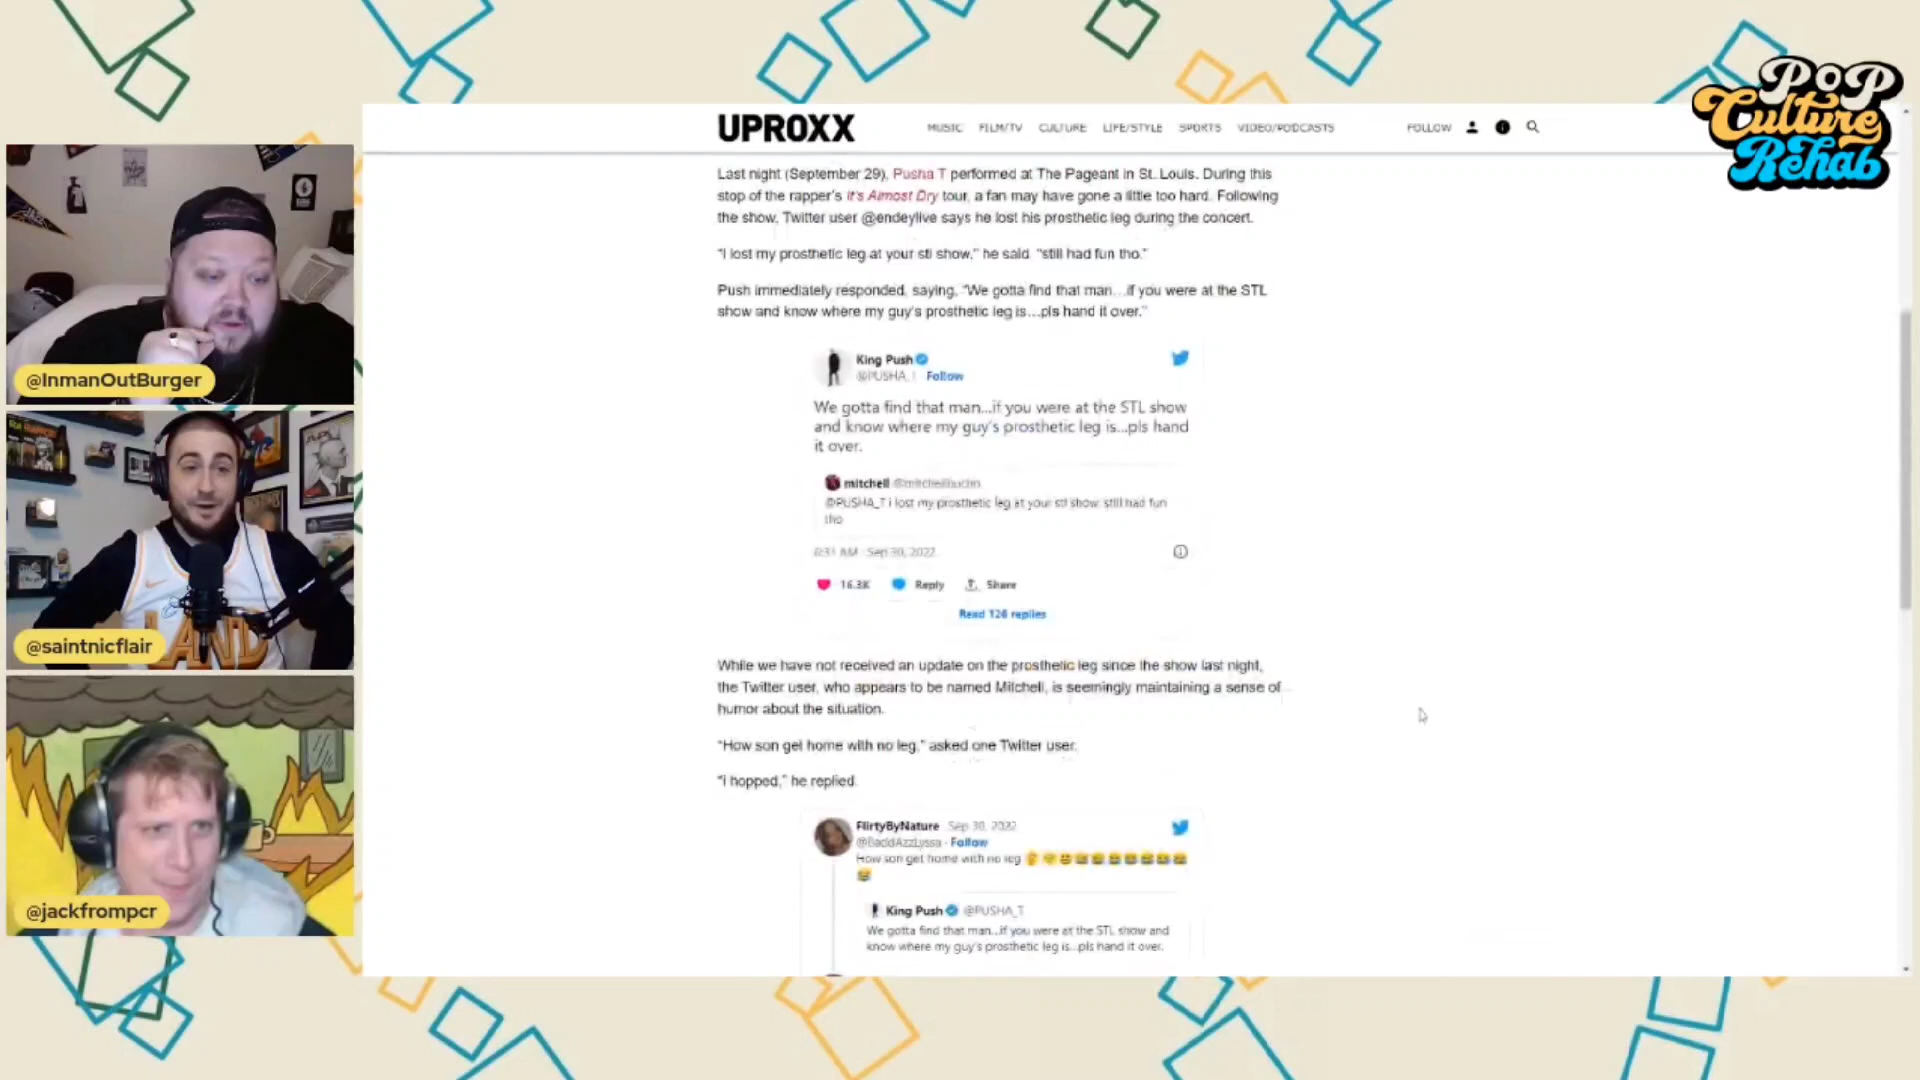 POP
Culture
Rehab
UPROXX
MUSIC FILM/TV CULTURE LIFE/STYLE SPORTS VIDEO/PODCASTS FOLLOW
Last night (September 29), Pusha T performed at The Pageant in St. Louis. During this
stop of the rapper's It's Almost Dry tour, a fan may have gone a little too hard. Following
the show, Twitter user @endeylive says he lost his prosthetic leg during the concert.
"I lost my prosthetic leg at your stl show," he said. "still had fun tho."
Push immediately responded, saying, "We gotta find that man...if you were at the STL
show and know where my guy's prosthetic leg is...pls hand it over."
King Push
@PUSHA_T · Follow
We gotta find that man...if you were at the STL show
and know where my guy's prosthetic leg is...pls hand
it over.
mitchell
@PUSHA_T i lost my prosthetic leg at your stl show. still had fun
tho
8:31 AM · Sep 30, 2022
16.3K Reply Share
Read 126 replies
While we have not received an update on the prosthetic leg since the show last night,
the Twitter user, who appears to be named Mitchell, is seemingly maintaining a sense of
humor about the situation.
"How son get home with no leg," asked one Twitter user.
"i hopped," he replied.
FlirtyByNature Sep 30, 2022
@BaddAzzLyssa · Follow
How son get home with no leg
King Push @PUSHA_T
We gotta find that man...if you were at the STL show and
know where my guy's prosthetic leg is...pls hand it over.
@InmanOutBurger
LAND
@saintnicflair
@jackfrompcr